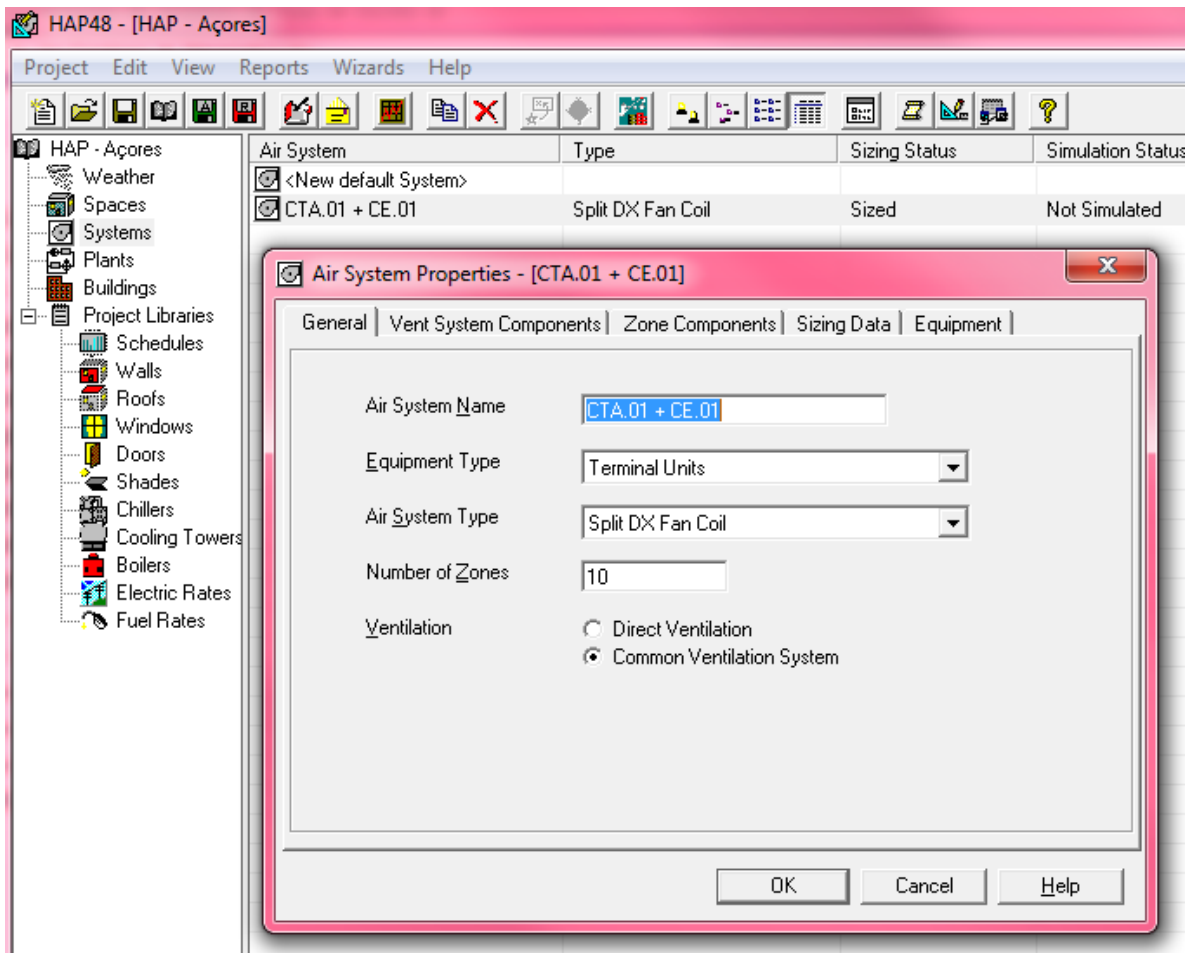 HAP48 - [HAP - Açores]
Project Edit View Reports Wizards Help
HAP - Açores
Weather
Spaces
Systems
Plants
Buildings
Project Libraries
Schedules
Walls
Roofs
Windows
Doors
Shades
Chillers
Cooling Towers
Boilers
Electric Rates
Fuel Rates
Air System Type Sizing Status Simulation Status
<New default System>
CTA.01 + CE.01 Split DX Fan Coil Sized Not Simulated
Air System Properties - [CTA.01 + CE.01]
General Vent System Components Zone Components Sizing Data Equipment
Air System Name CTA.01 + CE.01
Equipment Type Terminal Units
Air System Type Split DX Fan Coil
Number of Zones 10
Ventilation Direct Ventilation
Common Ventilation System
OK Cancel Help